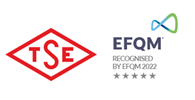 TSE
EFQM
RECOGNISED
BY EFQM 2022